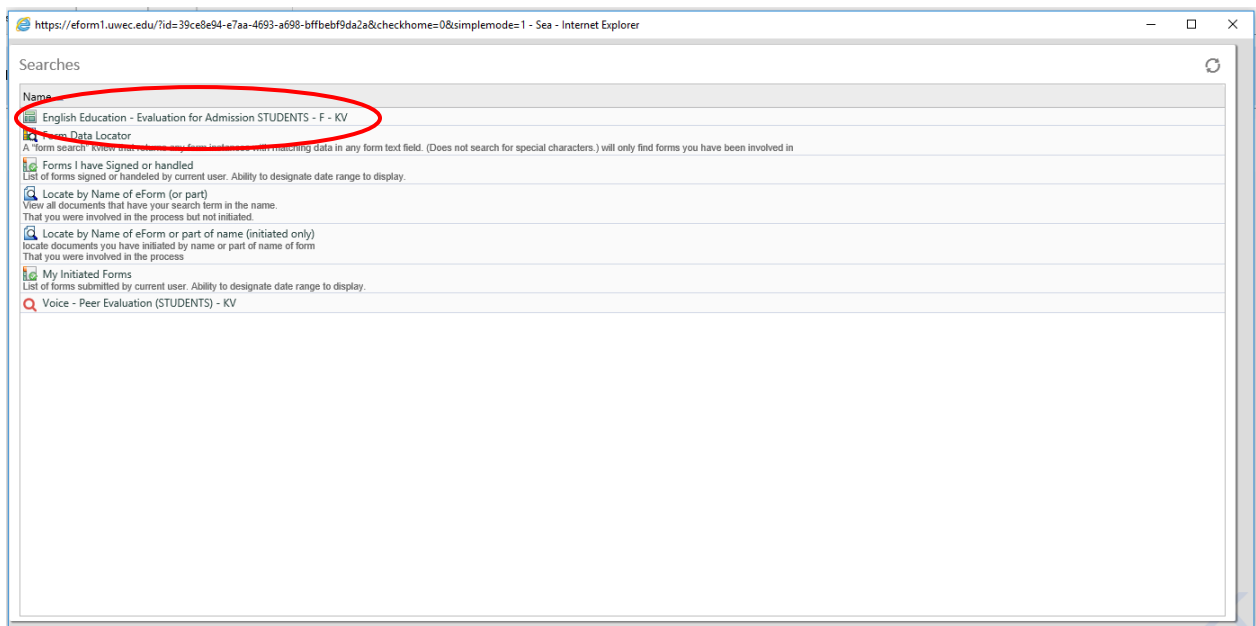 https://eform1.uwec.edu/?id=39ce8e94-e7aa-4693-a698-bffbebf9da2a&checkhome=0&simplemode=1 - Sea - Internet Explorer
Searches
Name
English Education - Evaluation for Admission STUDENTS - F - KV
Form Data Locator
A "form search" kview that returns any form instances with matching data in any form text field. (Does not search for special characters.) will only find forms you have been involved in
Forms I have Signed or handled
List of forms signed or handeled by current user. Ability to designate date range to display.
Locate by Name of eForm (or part)
View all documents that have your search term in the name.
That you were involved in the process but not initiated.
Locate by Name of eForm or part of name (initiated only)
locate documents you have initiated by name or part of name of form
That you were involved in the process
My Initiated Forms
List of forms submitted by current user. Ability to designate date range to display.
Voice - Peer Evaluation (STUDENTS) - KV